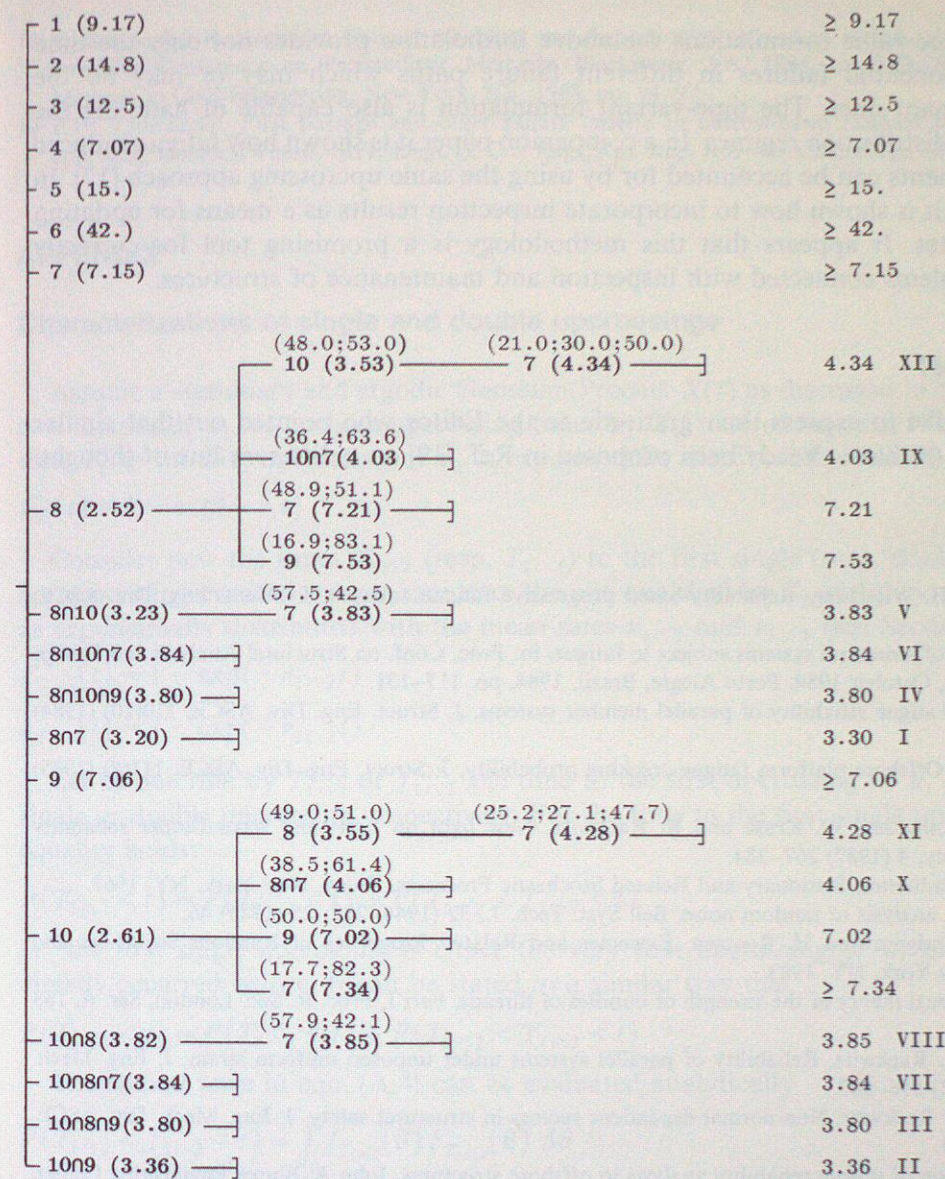 1 (9.17) ≥ 9.17
2 (14.8) ≥ 14.8
3 (12.5) ≥ 12.5
4 (7.07) ≥ 7.07
5 (15.) ≥ 15.
6 (42.) ≥ 42.
7 (7.15) ≥ 7.15
(48.0;53.0) (21.0;30.0;50.0)
10 (3.53) 7 (4.34) 4.34 XII
(36.4;63.6)
10∩7(4.03) 4.03 IX
(48.9;51.1)
8 (2.52) 7 (7.21) 7.21
(16.9;83.1)
9 (7.53) 7.53
(57.5;42.5)
8∩10(3.23) 7 (3.83) 3.83 V
8∩10∩7(3.84) 3.84 VI
8∩10∩9(3.80) 3.80 IV
8∩7 (3.20) 3.30 I
9 (7.06) ≥ 7.06
(49.0;51.0) (25.2;27.1;47.7)
8 (3.55) 7 (4.28) 4.28 XI
(38.5;61.4)
8∩7 (4.06) 4.06 X
(50.0;50.0)
10 (2.61) 9 (7.02) 7.02
(17.7;82.3)
7 (7.34) > 7.34
(57.9;42.1)
10∩8(3.82) 7 (3.85) 3.85 VIII
10∩8∩7(3.84) 3.84 VII
10∩8∩9(3.80) 3.80 III
10∩9 (3.36) 3.36 II